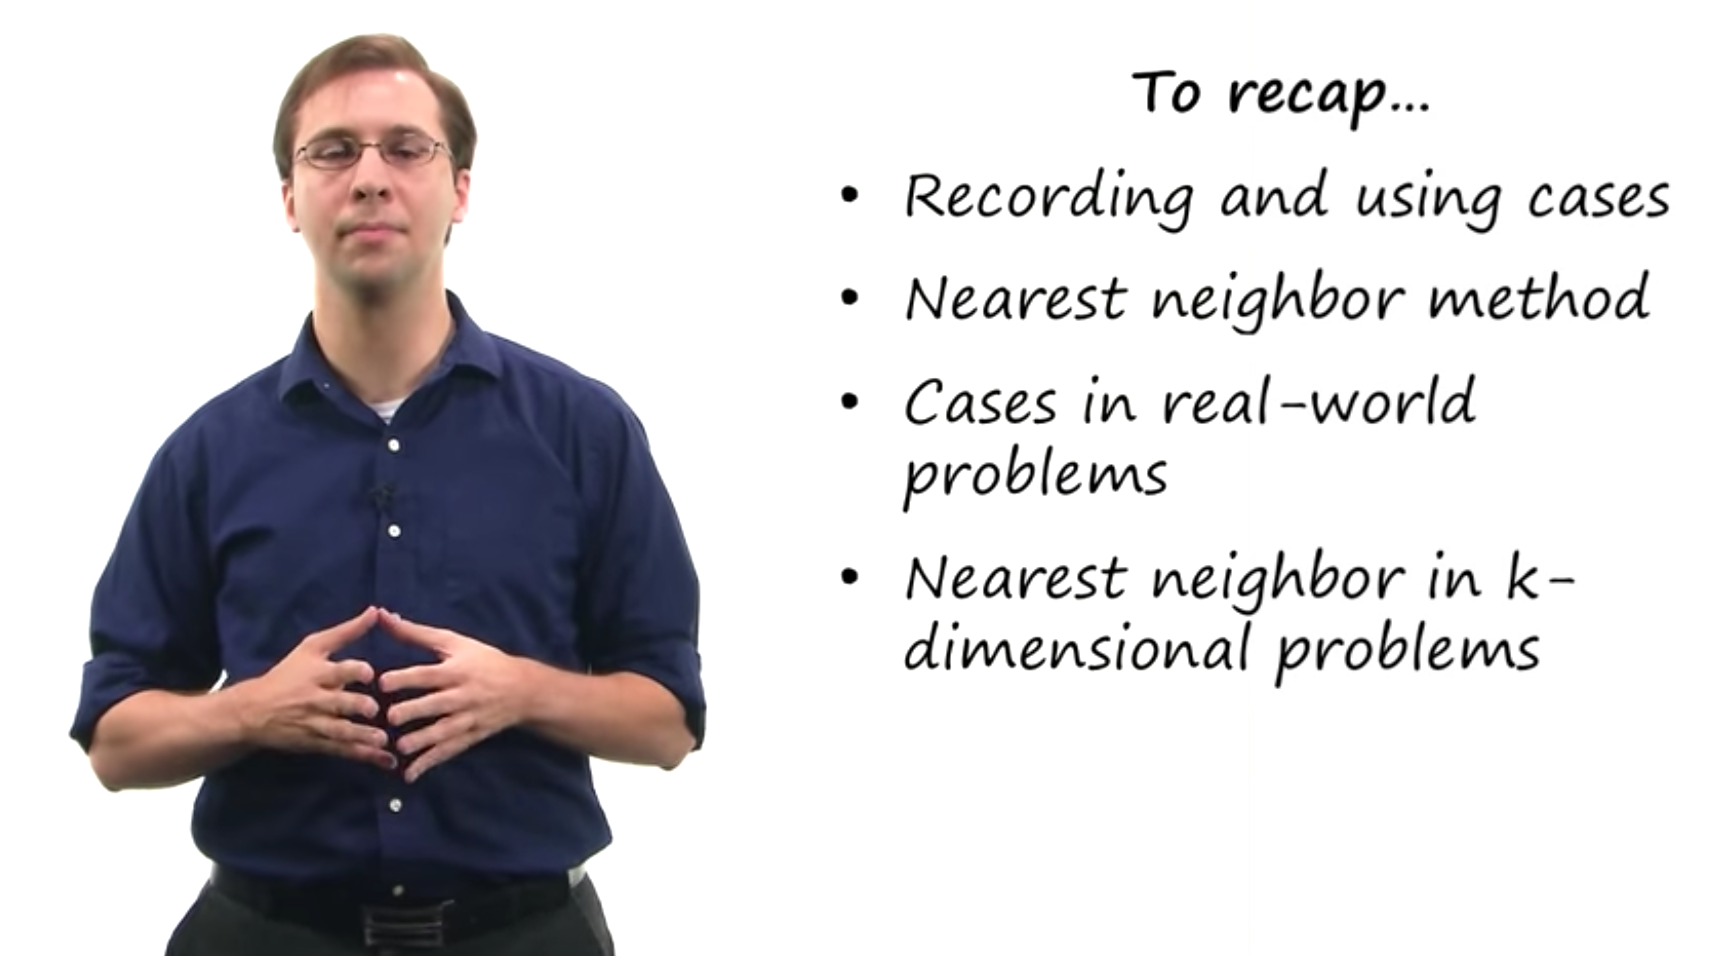 To recap...
• Recording and using cases
• Nearest neighbor method
• Cases in real-world
problems
• Nearest neighbor in k-
dimensional problems